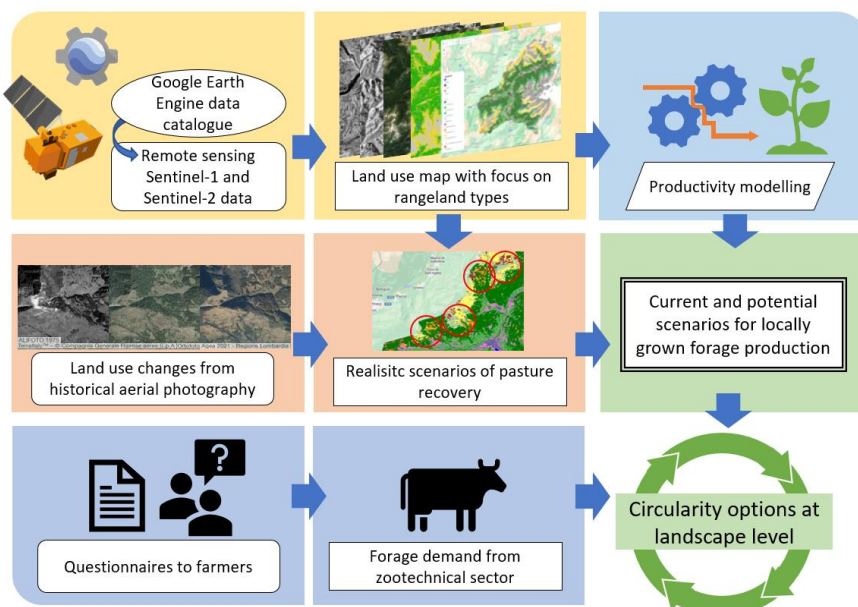 Google Earth
Engine data
catalogue
Remote sensing
Sentinel-1 and
Sentinel-2 data
Land use map with focus on
rangeland types
Productivity modelling
ALIFOTO 1975
Land use changes from
historical aerial photography
Realisitc scenarios of pasture
recovery
Current and potential
scenarios for locally
grown forage production
?
Questionnaires to farmers
Forage demand from
zootechnical sector
Circularity options at
landscape level